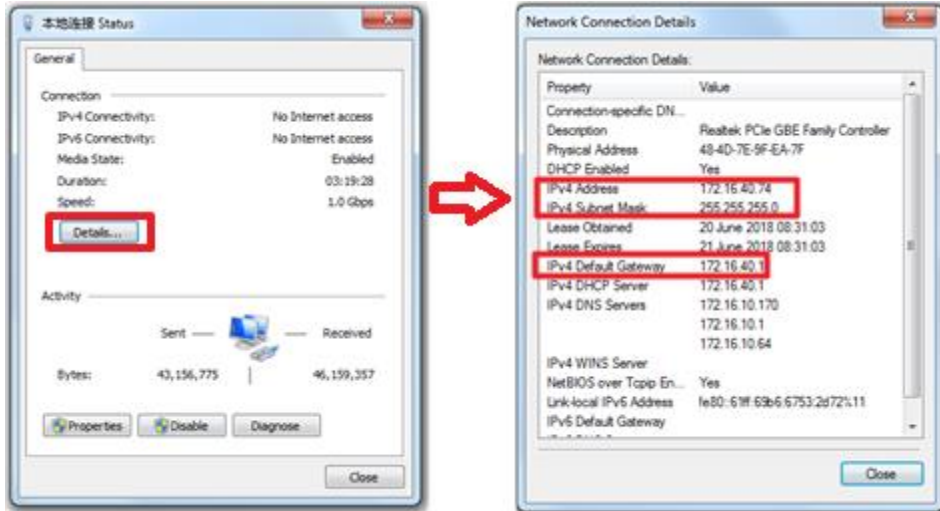 本地连接 Status
General
Connection
IPv4 Connectivity: No Internet access
IPv6 Connectivity: No Internet access
Media State: Enabled
Duration: 03:19:28
Speed: 1.0 Gbps
Details...
Activity
Sent — — Received
Bytes: 43,156,775 | 46,159,357
Properties Disable Diagnose
Close
Network Connection Details
Network Connection Details:
Property Value
Connection-specific DN...
Description Realtek PCIe GBE Family Controller
Physical Address 48-4D-7E-9F-EA-7F
DHCP Enabled Yes
IPv4 Address 172.16.40.74
IPv4 Subnet Mask 255.255.255.0
Lease Obtained 20 June 2018 08:31:03
Lease Expires 21 June 2018 08:31:03
IPv4 Default Gateway 172.16.40.1
IPv4 DHCP Server 172.16.40.1
IPv4 DNS Servers 172.16.10.170
172.16.10.1
172.16.10.64
IPv4 WINS Server
NetBIOS over Tcpip En... Yes
Link-local IPv6 Address fe80::61ff:69b6:6753:2d72%11
IPv6 Default Gateway
Close